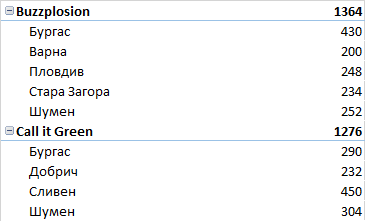 Buzzplosion 1364
Бургас 430
Варна 200
Пловдив 248
Стара Загора 234
Шумен 252
Call it Green 1276
Бургас 290
Добрич 232
Сливен 450
Шумен 304